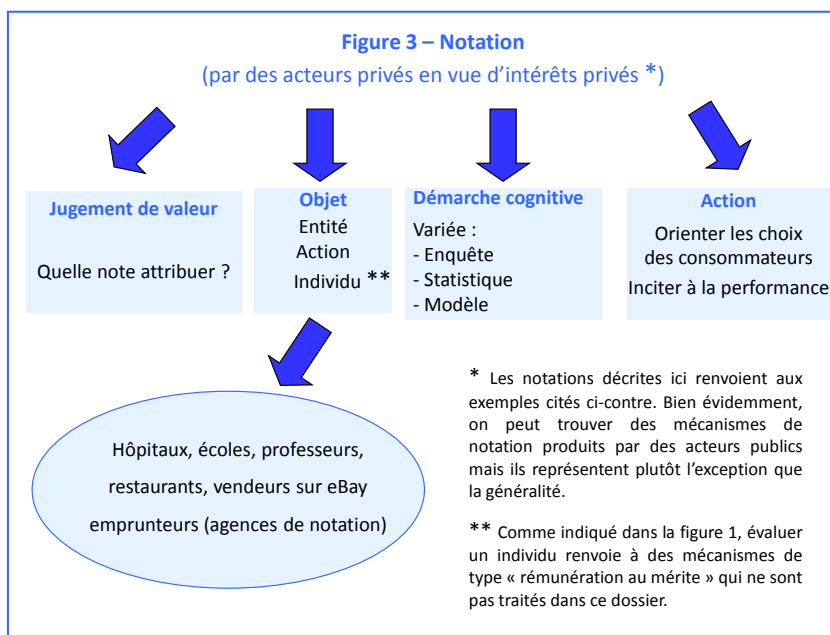 Figure 3 – Notation
(par des acteurs privés en vue d’intérêts privés *)
Jugement de valeur
Quelle note attribuer ?
Objet
Entité
Action
Individu **
Démarche cognitive
Variée :
- Enquête
- Statistique
- Modèle
Action
Orienter les choix
des consommateurs
Inciter à la performance
Hôpitaux, écoles, professeurs,
restaurants, vendeurs sur eBay
emprunteurs (agences de notation)
* Les notations décrites ici renvoient aux
exemples cités ci-contre. Bien évidemment,
on peut trouver des mécanismes de
notation produits par des acteurs publics
mais ils représentent plutôt l’exception que
la généralité.
** Comme indiqué dans la figure 1, évaluer
un individu renvoie à des mécanismes de
type « rémunération au mérite » qui ne sont
pas traités dans ce dossier.